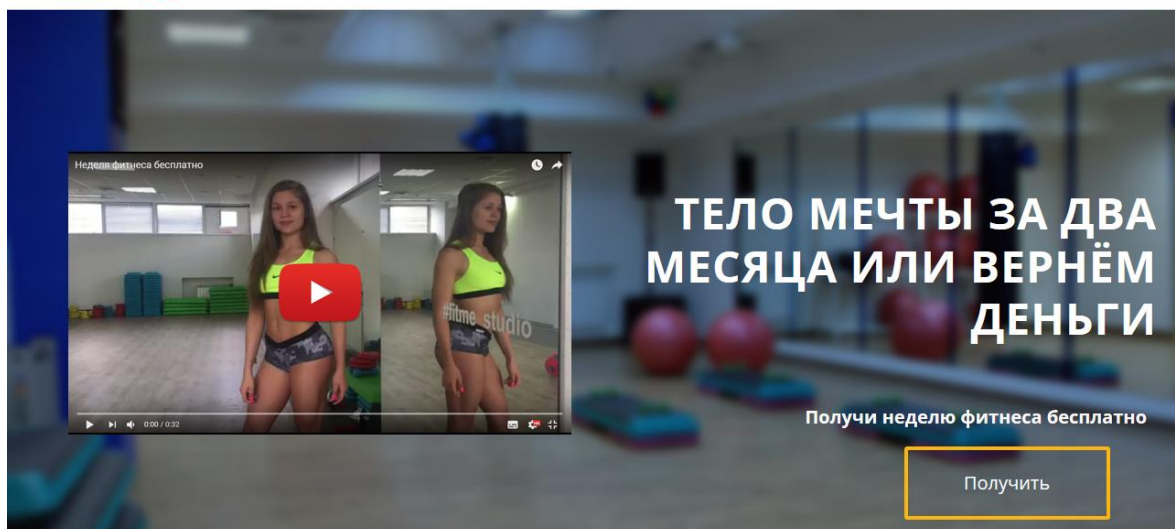 Неделя фитнеса бесплатно
#fitme_studio
0:00 / 0:32
ТЕЛО МЕЧТЫ ЗА ДВА
МЕСЯЦА ИЛИ ВЕРНЁМ
ДЕНЬГИ
Получи неделю фитнеса бесплатно
Получить